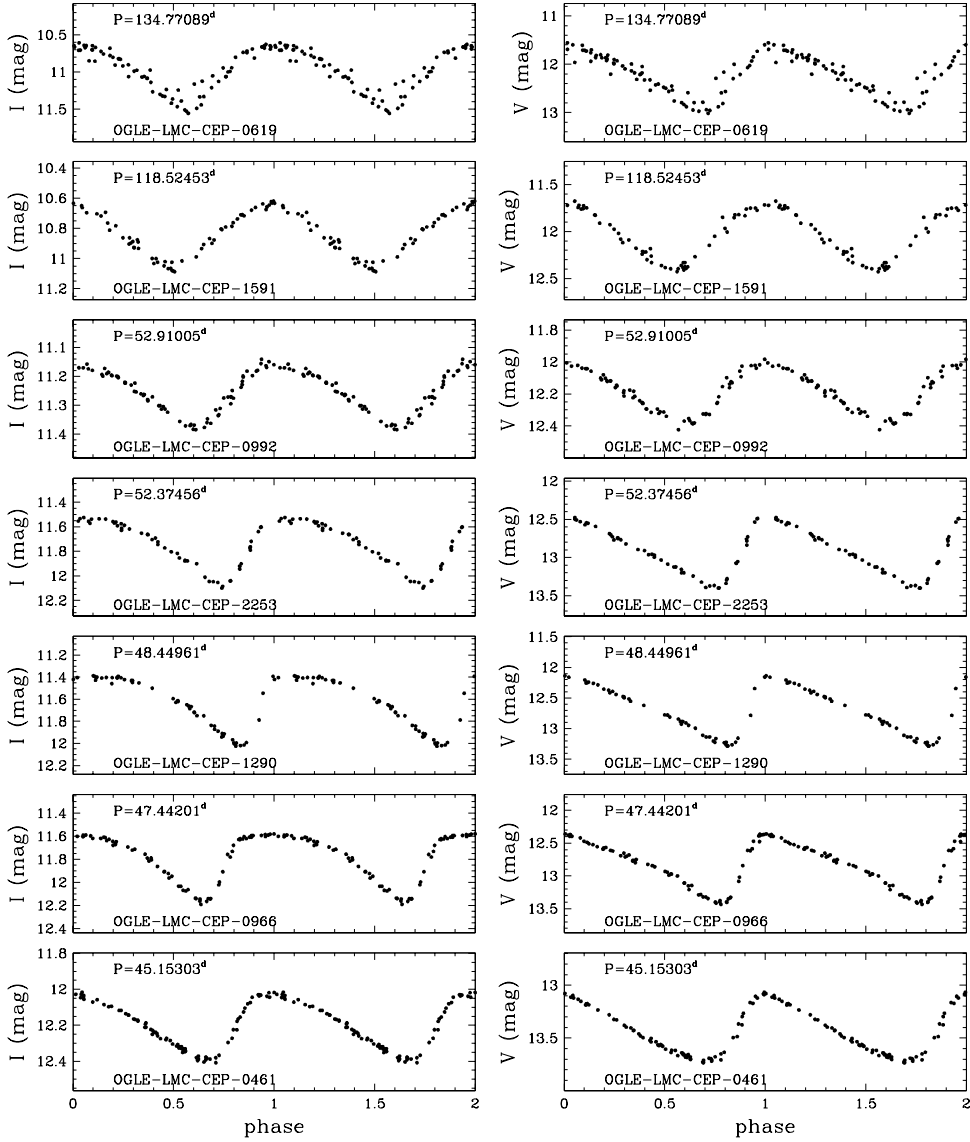 P=134.77089d
I (mag)
10.5
11
11.5
OGLE-LMC-CEP-0619
P=134.77089d
V (mag)
11
12
13
OGLE-LMC-CEP-0619
P=118.52453d
I (mag)
10.4
10.6
10.8
11
11.2
OGLE-LMC-CEP-1591
P=118.52453d
V (mag)
11.5
12
12.5
OGLE-LMC-CEP-1591
P=52.91005d
I (mag)
11.1
11.2
11.3
11.4
OGLE-LMC-CEP-0992
P=52.91005d
V (mag)
11.8
12
12.2
12.4
OGLE-LMC-CEP-0992
P=52.37456d
I (mag)
11.4
11.6
11.8
12
12.2
OGLE-LMC-CEP-2253
P=52.37456d
V (mag)
12
12.5
13
13.5
OGLE-LMC-CEP-2253
P=48.44961d
I (mag)
11.2
11.4
11.6
11.8
12
12.2
OGLE-LMC-CEP-1290
P=48.44961d
V (mag)
11.5
12
12.5
13
13.5
OGLE-LMC-CEP-1290
P=47.44201d
I (mag)
11.4
11.6
11.8
12
12.2
12.4
OGLE-LMC-CEP-0966
P=47.44201d
V (mag)
12
12.5
13
13.5
OGLE-LMC-CEP-0966
P=45.15303d
I (mag)
11.8
12
12.2
12.4
OGLE-LMC-CEP-0461
0 0.5 1 1.5 2
phase
P=45.15303d
V (mag)
13
13.5
OGLE-LMC-CEP-0461
0 0.5 1 1.5 2
phase